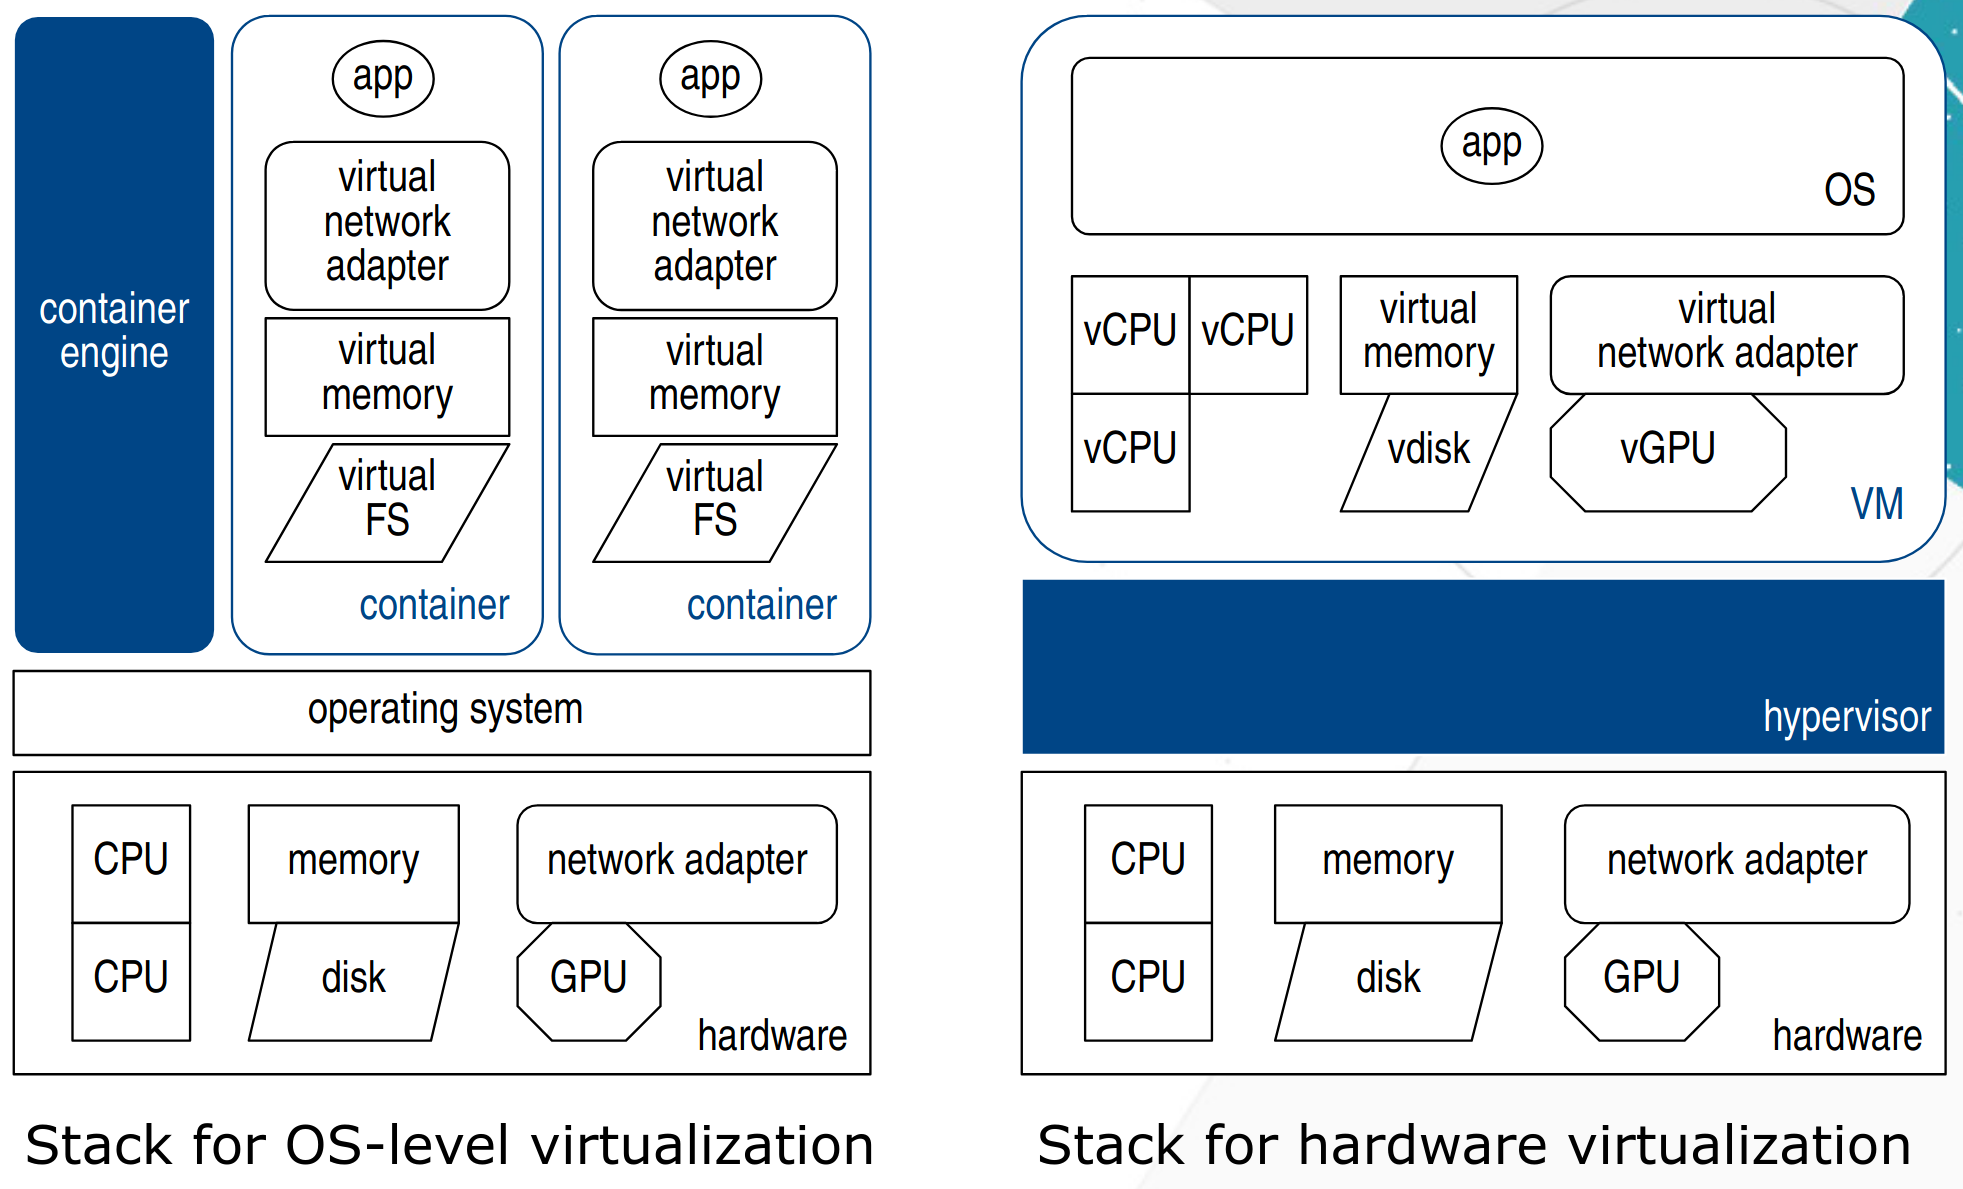 container
engine
app
virtual
network
adapter
virtual
memory
virtual
FS
container
app
virtual
network
adapter
virtual
memory
virtual
FS
container
operating system
CPU
memory
network adapter
CPU
disk
GPU
hardware
Stack for OS-level virtualization
app
OS
vCPU
vCPU
virtual
memory
virtual
network adapter
vCPU
vdisk
vGPU
VM
hypervisor
CPU
memory
network adapter
CPU
disk
GPU
hardware
Stack for hardware virtualization